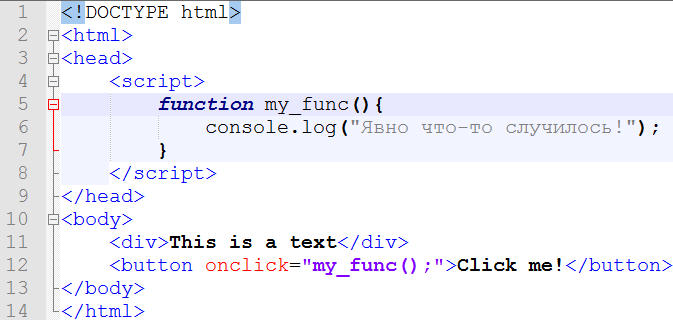 1 <!DOCTYPE html>
2 <html>
3 <head>
4 <script>
5 function my_func(){
6 console.log("Явно что-то случилось!");
7 }
8 </script>
9 </head>
10 <body>
11 <div>This is a text</div>
12 <button onclick="my_func();">Click me!</button>
13 </body>
14 </html>